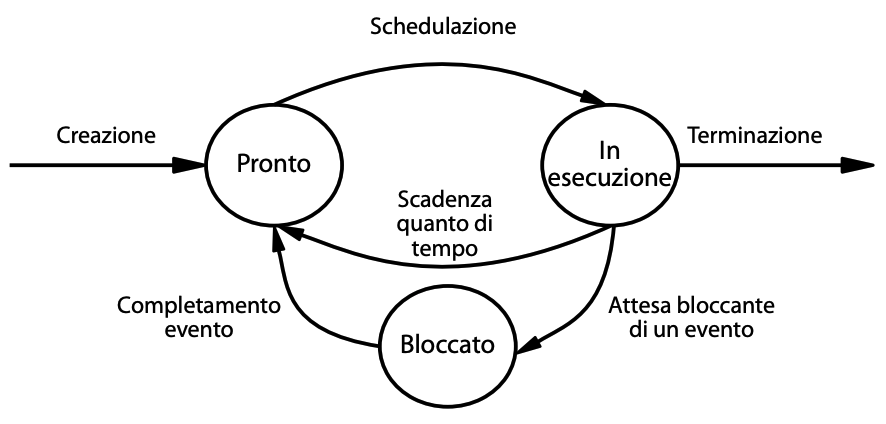 Schedulazione
Creazione
Terminazione
Pronto
In
esecuzione
Scadenza
quanto di
tempo
Completamento
evento
Attesa bloccante
di un evento
Bloccato